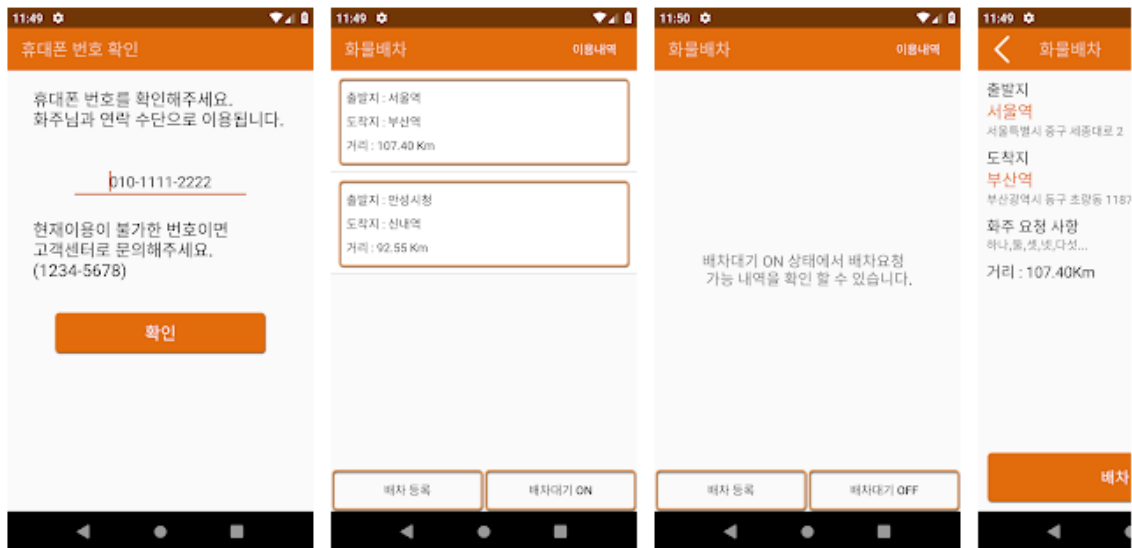 11:49
휴대폰 번호 확인
휴대폰 번호를 확인해주세요.
화주님과 연락 수단으로 이용됩니다.
010-1111-2222
현재이용이 불가한 번호이면
고객센터로 문의해주세요.
(1234-5678)
확인
11:49
화물배차 이용내역
출발지 : 서울역
도착지 : 부산역
거리 : 107.40 Km
출발지 : 안성시청
도착지 : 신내역
거리 : 92.55 Km
배차 등록 배차대기 ON
11:50
화물배차 이용내역
배차대기 ON 상태에서 배차요청
가능 내역을 확인 할 수 있습니다.
배차 등록 배차대기 OFF
11:49
화물배차
출발지
서울역
서울특별시 중구 세종대로 2
도착지
부산역
부산광역시 동구 초량동 1187
화주 요청 사항
하나,둘,셋,넷,다섯...
거리 : 107.40Km
배차